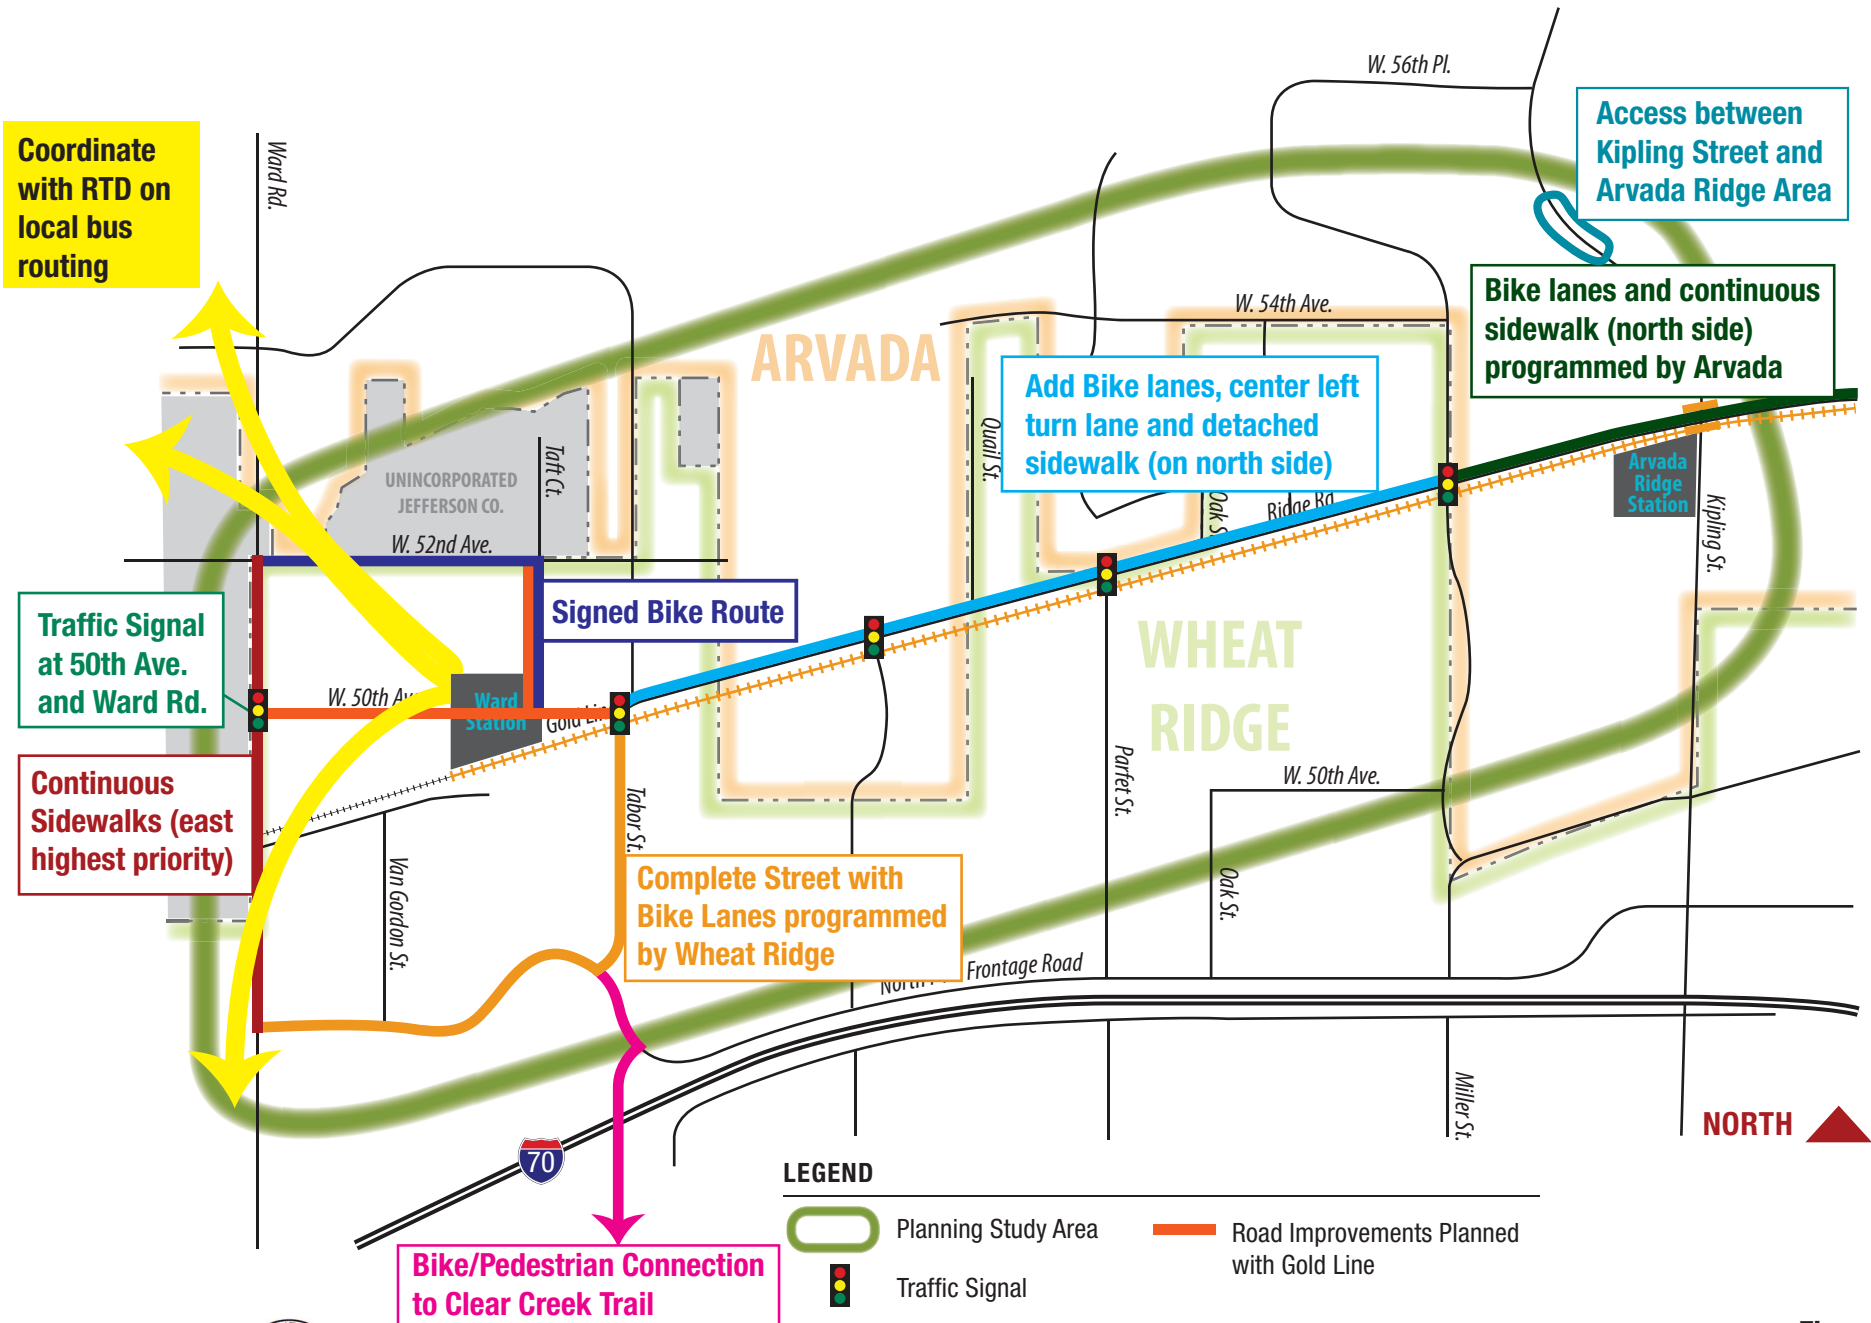 W. 56th Pl.
Access between
Kipling Street and
Arvada Ridge Area
Coordinate
with RTD on
local bus
routing
Ward Rd.
Bike lanes and continuous
sidewalk (north side)
programmed by Arvada
W. 54th Ave.
ARVADA
Add Bike lanes, center left
turn lane and detached
sidewalk (on north side)
Quail St.
Taft Ct.
UNINCORPORATED
JEFFERSON CO.
Arvada
Ridge
Station
Oak S
Ridge Rd
Kipling St.
W. 52nd Ave.
Signed Bike Route
Traffic Signal
at 50th Ave.
and Ward Rd.
WHEAT
RIDGE
W. 50th Av
Ward
Station
Gold Li
Continuous
Sidewalks (east
highest priority)
Parfet St.
W. 50th Ave.
Tabor St.
Van Gordon St.
Complete Street with
Bike Lanes programmed
by Wheat Ridge
Oak St.
North F
Frontage Road
Miller St.
NORTH
70
LEGEND
Planning Study Area
Road Improvements Planned
with Gold Line
Traffic Signal
Bike/Pedestrian Connection
to Clear Creek Trail